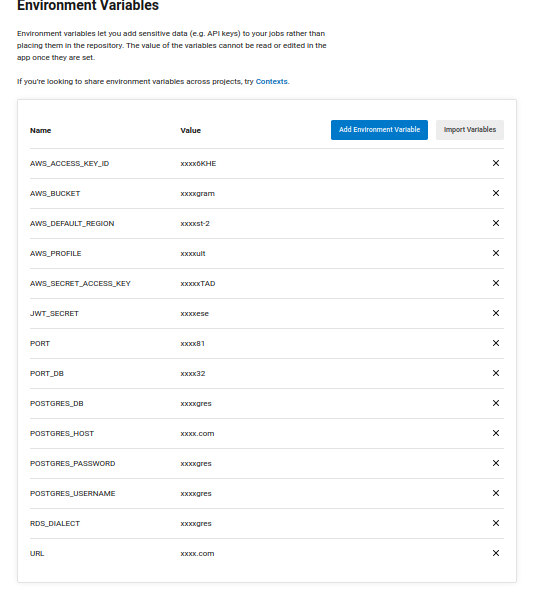 Environment Variables
Environment variables let you add sensitive data (e.g. API keys) to your jobs rather than
placing them in the repository. The value of the variables cannot be read or edited in the
app once they are set.
If you're looking to share environment variables across projects, try Contexts.
Name Value Add Environment Variable Import Variables
AWS_ACCESS_KEY_ID xxxx6KHE
AWS_BUCKET xxxxgram
AWS_DEFAULT_REGION xxxxst-2
AWS_PROFILE xxxxult
AWS_SECRET_ACCESS_KEY xxxxxTAD
JWT_SECRET xxxxese
PORT xxxx81
PORT_DB xxxx32
POSTGRES_DB xxxxgres
POSTGRES_HOST xxxx.com
POSTGRES_PASSWORD xxxxgres
POSTGRES_USERNAME xxxxgres
RDS_DIALECT xxxxgres
URL xxxx.com